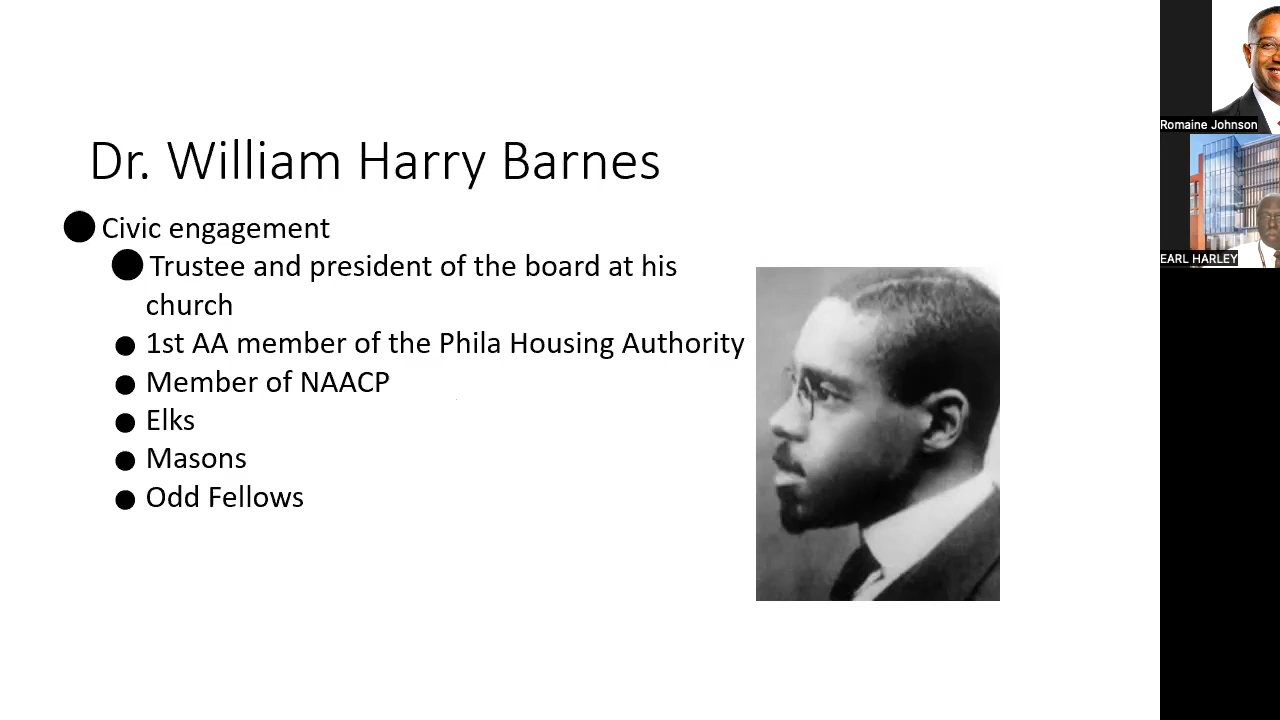 Dr. William Harry Barnes
Civic engagement
Trustee and president of the board at his
church
1st AA member of the Phila Housing Authority
Member of NAACP
Elks
Masons
Odd Fellows
Romaine Johnson
EARL HARLEY